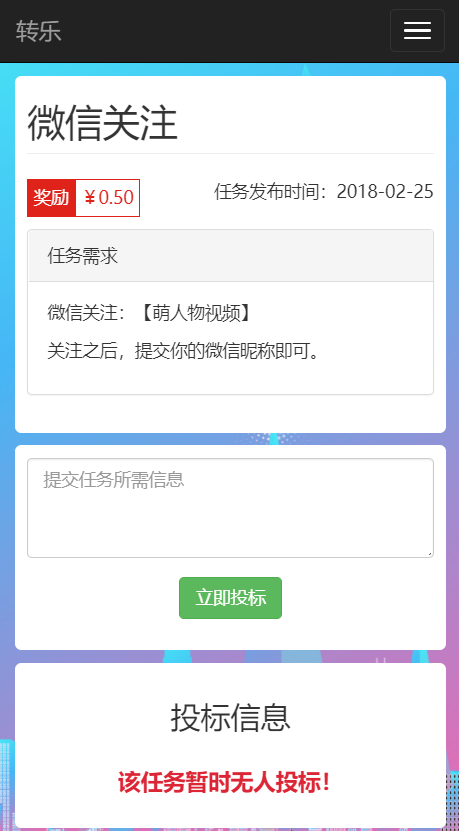 转乐
微信关注
奖励 ￥0.50 任务发布时间：2018-02-25
任务需求
微信关注：【萌人物视频】
关注之后，提交你的微信昵称即可。
提交任务所需信息
立即投标
投标信息
该任务暂时无人投标！